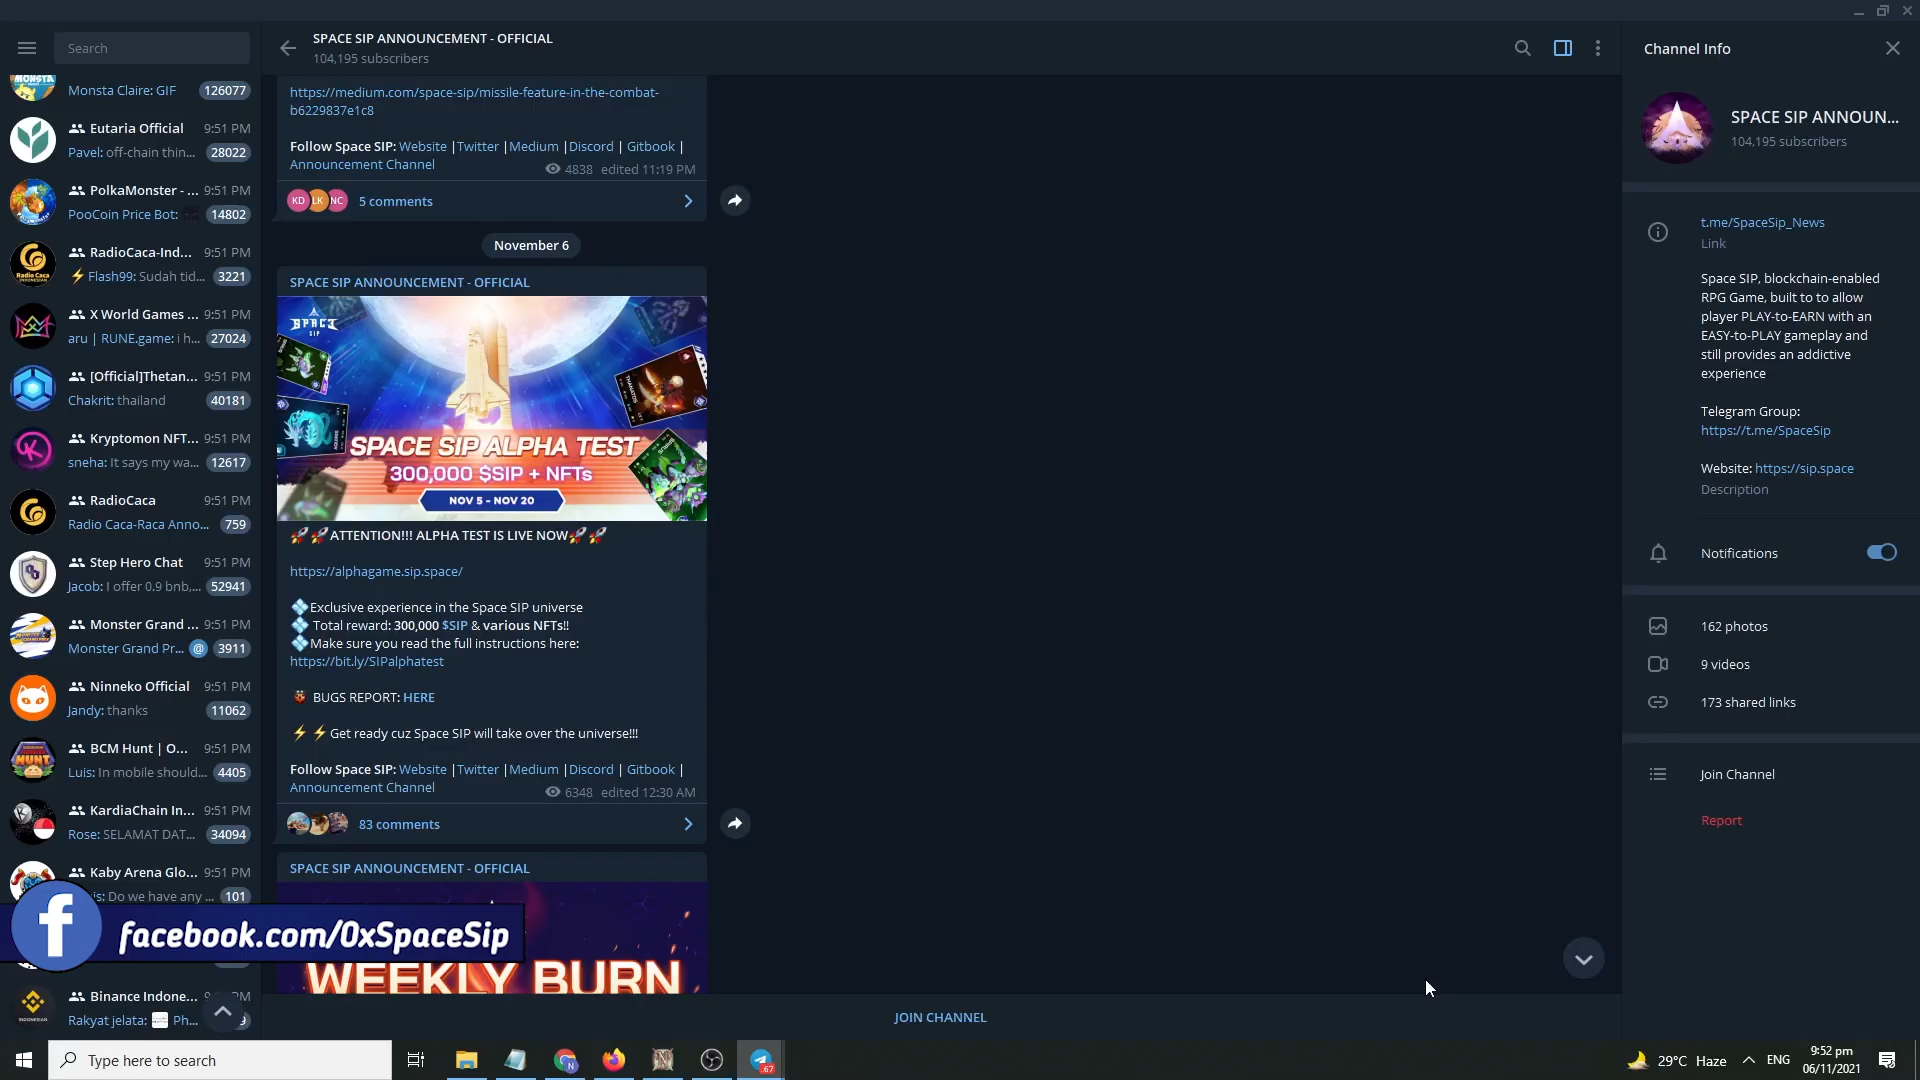 Search
Monsta Claire: GIF 126077
Eutaria Official 9:51 PM
Pavel: off-chain thin... 28022
PolkaMonster - ... 9:51 PM
PooCoin Price Bot: 14802
RadioCaca-Ind... 9:51 PM
⚡Flash99: Sudah tid... 3221
X World Games ... 9:51 PM
aru | RUNE.game: i h... 27024
[Official]Thetan... 9:51 PM
Chakrit: thailand 40181
Kryptomon NFT... 9:51 PM
sneha: It says my wa... 12617
RadioCaca 9:51 PM
Radio Caca-Raca Anno... 759
Step Hero Chat 9:51 PM
Jacob: I offer 0.9 bnb,... 52941
Monster Grand ... 9:51 PM
Monster Grand Pr... @ 3911
Ninneko Official 9:51 PM
Jandy: thanks 11062
BCM Hunt | O... 9:51 PM
Luis: In mobile should... 4405
KardiaChain In... 9:51 PM
Rose: SELAMAT DAT... 34094
Kaby Arena Glo... 9:51 PM
Do we have any ... 101
Binance Indone...
Rakyat jelata: Ph...
SPACE SIP ANNOUNCEMENT - OFFICIAL
104,195 subscribers
https://medium.com/space-sip/missile-feature-in-the-combat-
b6229837e1c8
Follow Space SIP: Website |Twitter |Medium |Discord | Gitbook |
Announcement Channel 4838 edited 11:19 PM
KD LK NC 5 comments
November 6
SPACE SIP ANNOUNCEMENT - OFFICIAL
SPACE
SIP
SPACE SIP ALPHA TEST
300,000 $SIP + NFTs
NOV 5 - NOV 20
🚀🚀ATTENTION!!! ALPHA TEST IS LIVE NOW🚀🚀
https://alphagame.sip.space/
💠Exclusive experience in the Space SIP universe
💠 Total reward: 300,000 $SIP & various NFTs!!
💠Make sure you read the full instructions here:
https://bit.ly/SIPalphatest
🐞 BUGS REPORT: HERE
⚡⚡Get ready cuz Space SIP will take over the universe!!!
Follow Space SIP: Website |Twitter |Medium |Discord | Gitbook |
Announcement Channel 6348 edited 12:30 AM
83 comments
SPACE SIP ANNOUNCEMENT - OFFICIAL
WEEKLY BURN
facebook.com/0xSpaceSip
JOIN CHANNEL
Channel Info
SPACE SIP ANNOUN...
104,195 subscribers
t.me/SpaceSip_News
Link
Space SIP, blockchain-enabled
RPG Game, built to to allow
player PLAY-to-EARN with an
EASY-to-PLAY gameplay and
still provides an addictive
experience
Telegram Group:
https://t.me/SpaceSip
Website: https://sip.space
Description
Notifications
162 photos
9 videos
173 shared links
Join Channel
Report
Type here to search
29°C Haze ENG 9:52 pm
06/11/2021